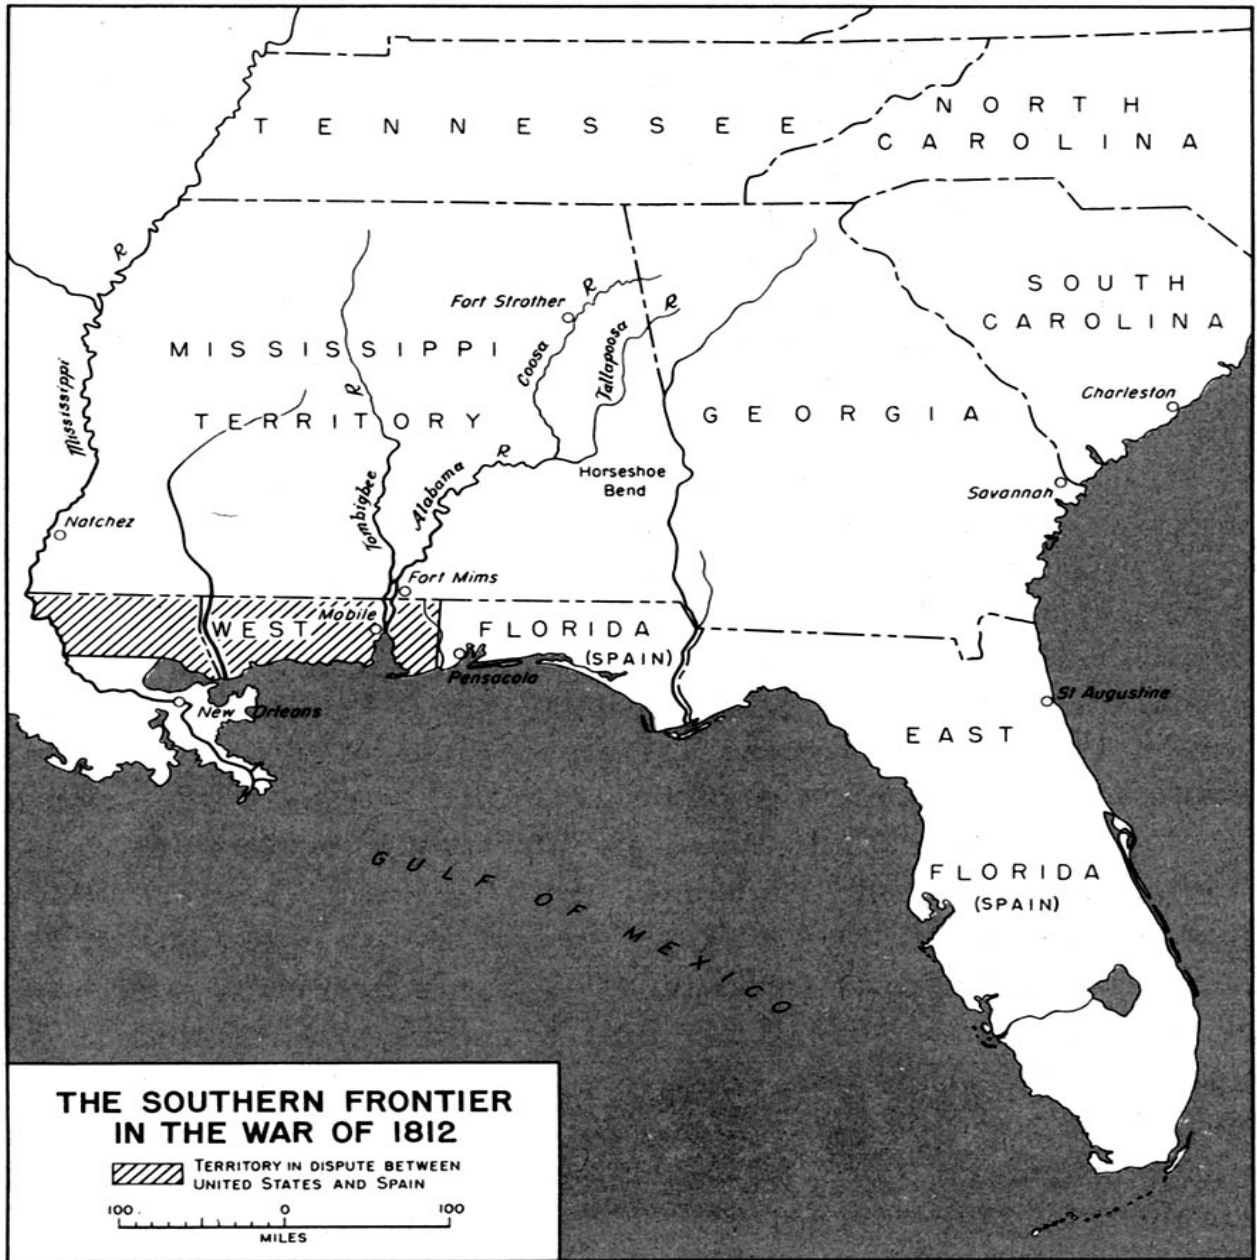 TENNESSEE
NORTH
CAROLINA
R
Fort Strother
R
R
SOUTH
CAROLINA
MISSISSIPPI
Coosa
Tallapoosa
Mississippi
R
Charleston
TERRITORY
GEORGIA
Alabama
R
Horseshoe
Bend
Savannah
Tombigbee
Natchez
Fort Mims
Mobile
WEST
FLORIDA
(SPAIN)
Pensacola
St Augustine
New Orleans
EAST
GULF OF MEXICO
FLORIDA
(SPAIN)
THE SOUTHERN FRONTIER
IN THE WAR OF 1812
TERRITORY IN DISPUTE BETWEEN
UNITED STATES AND SPAIN
100 0 100
MILES